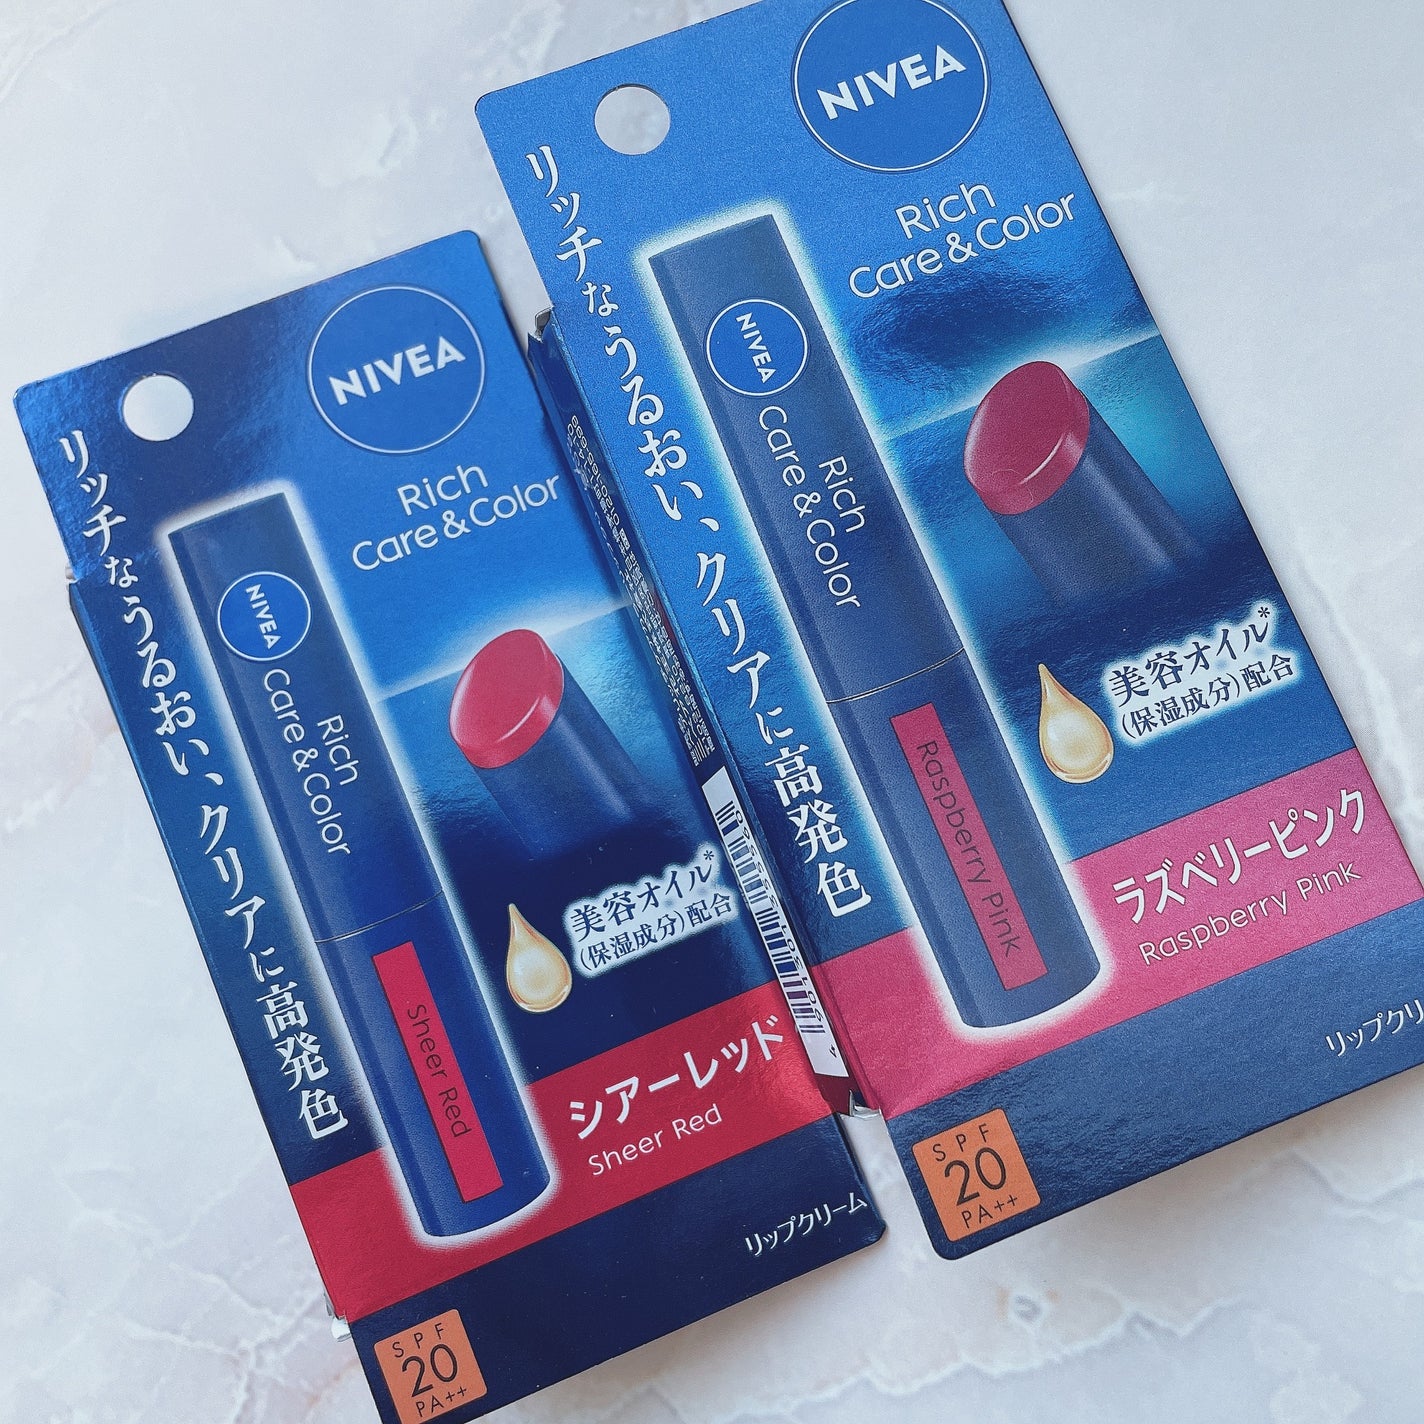 NIVEA
Rich
Care&Color
リッチなうるおい、クリアに高発色
NIVEA
Rich
Care&Color
Sheer Red
美容オイル*
(保湿成分)配合
シアーレッド
Sheer Red
リップクリーム
SPF
20
PA++
NIVEA
Rich
Care&Color
リッチなうるおい、クリアに高発色
NIVEA
Rich
Care&Color
Raspberry Pink
美容オイル*
(保湿成分)配合
ラズベリーピンク
Raspberry Pink
リップクリ
SPF
20
PA++